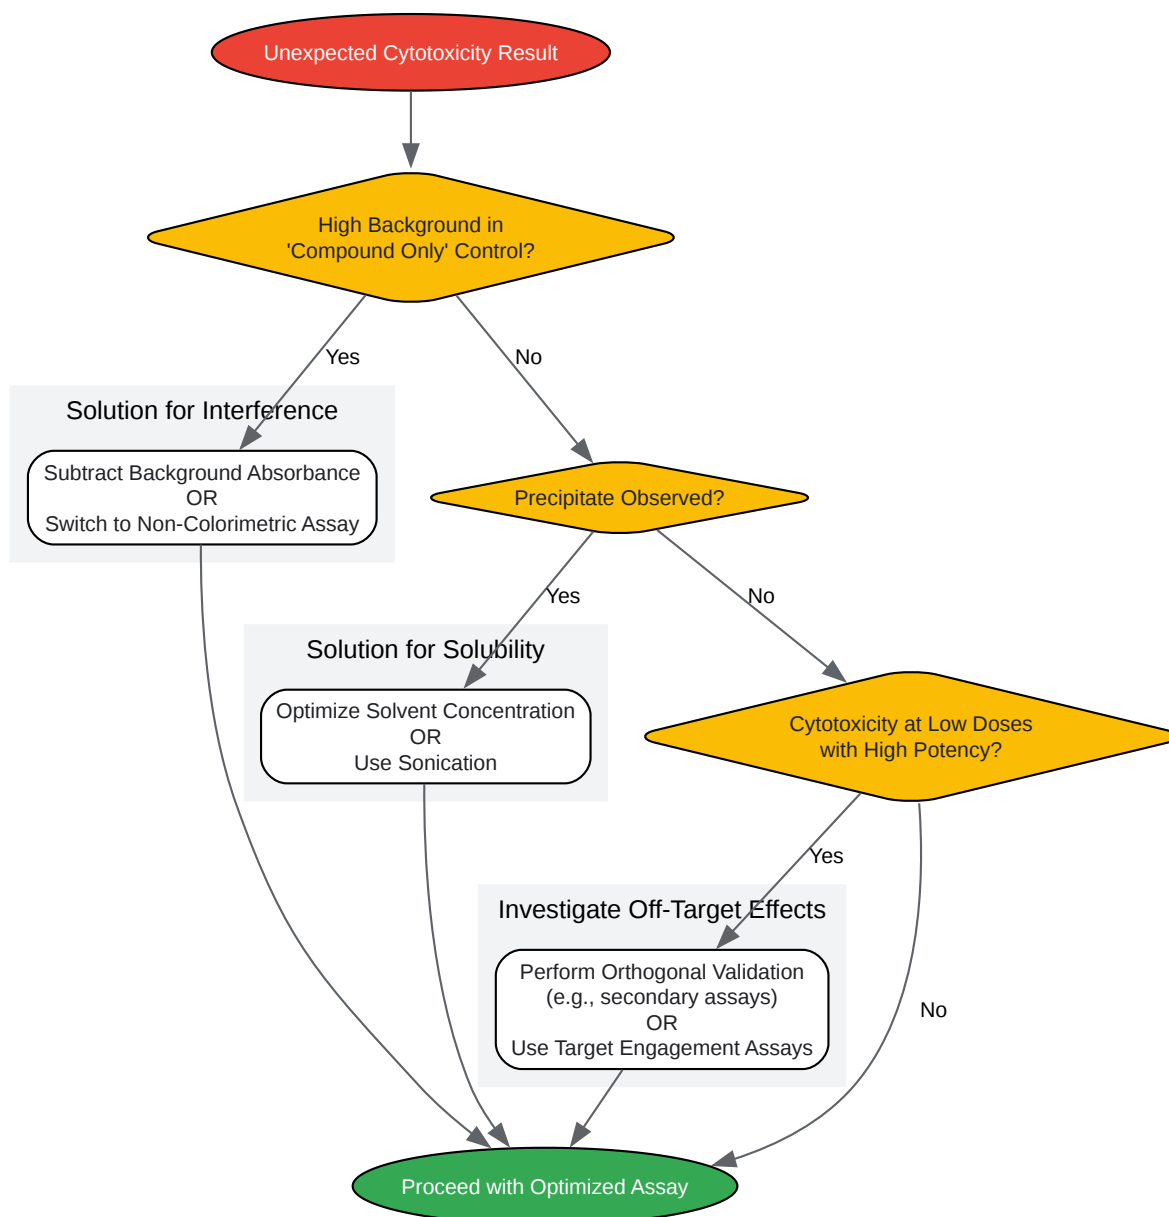 Unexpected Cytotoxicity Result
High Background in
'Compound Only' Control?
Yes
No
Solution for Interference
Subtract Background Absorbance
OR
Switch to Non-Colorimetric Assay
Precipitate Observed?
Yes
No
Solution for Solubility
Optimize Solvent Concentration
OR
Use Sonication
Cytotoxicity at Low Doses
with High Potency?
Yes
No
Investigate Off-Target Effects
Perform Orthogonal Validation
(e.g., secondary assays)
OR
Use Target Engagement Assays
Proceed with Optimized Assay